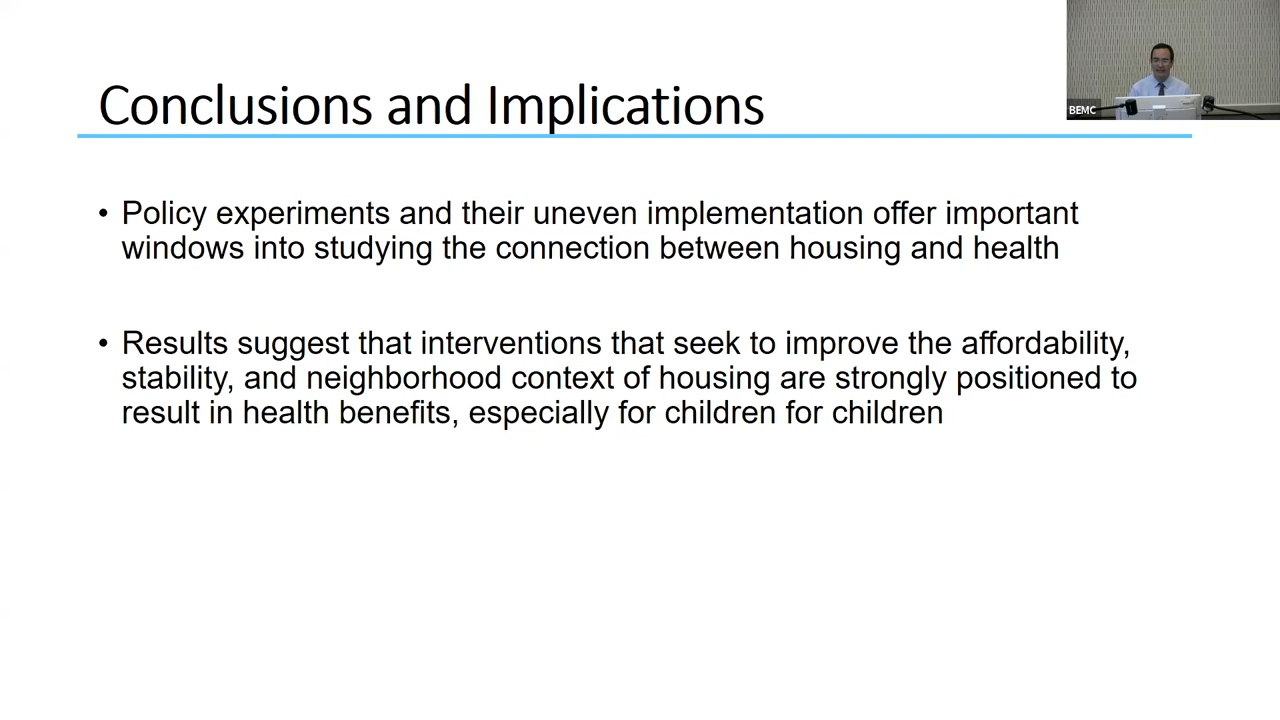 Conclusions and Implications
BEMC
• Policy experiments and their uneven implementation offer important
windows into studying the connection between housing and health
• Results suggest that interventions that seek to improve the affordability,
stability, and neighborhood context of housing are strongly positioned to
result in health benefits, especially for children for children